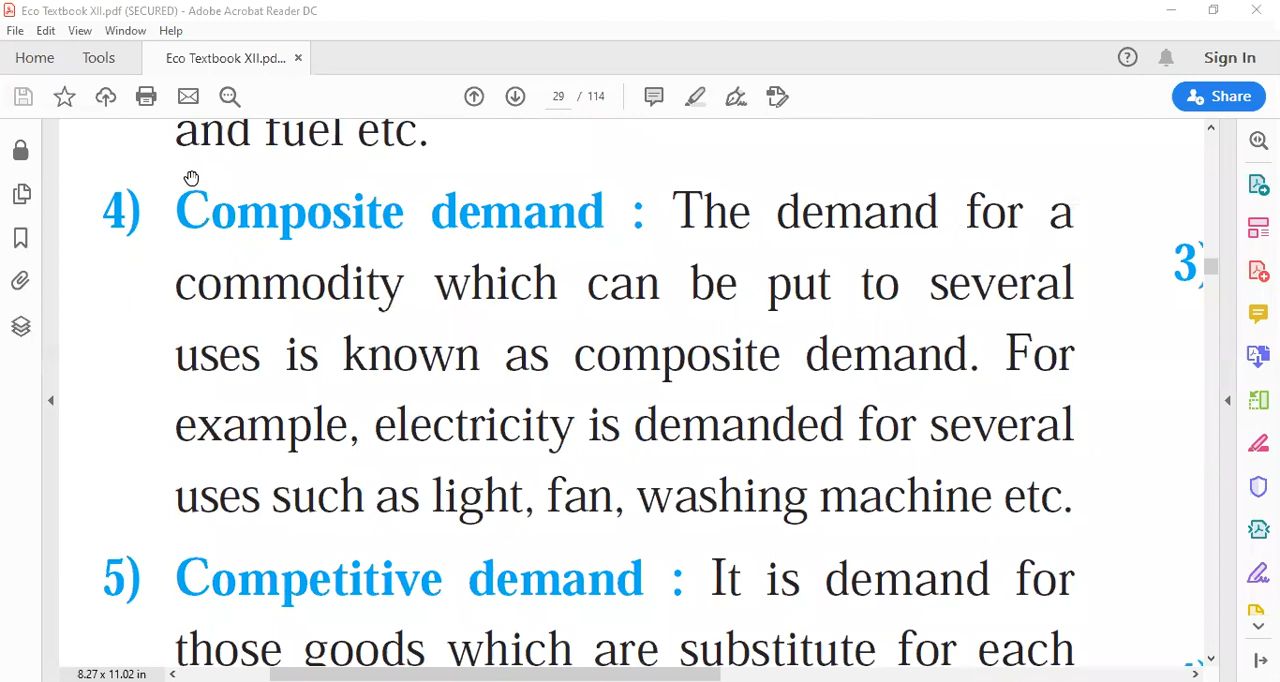 Eco Textbook XII.pdf (SECURED) - Adobe Acrobat Reader DC
File Edit View Window Help
Home Tools Eco Textbook XII.pd... × Sign In
29 / 114 Share
and fuel etc.
4) Composite demand : The demand for a
commodity which can be put to several
uses is known as composite demand. For
example, electricity is demanded for several
uses such as light, fan, washing machine etc.
5) Competitive demand : It is demand for
those goods which are substitute for each
3)
8.27 x 11.02 in